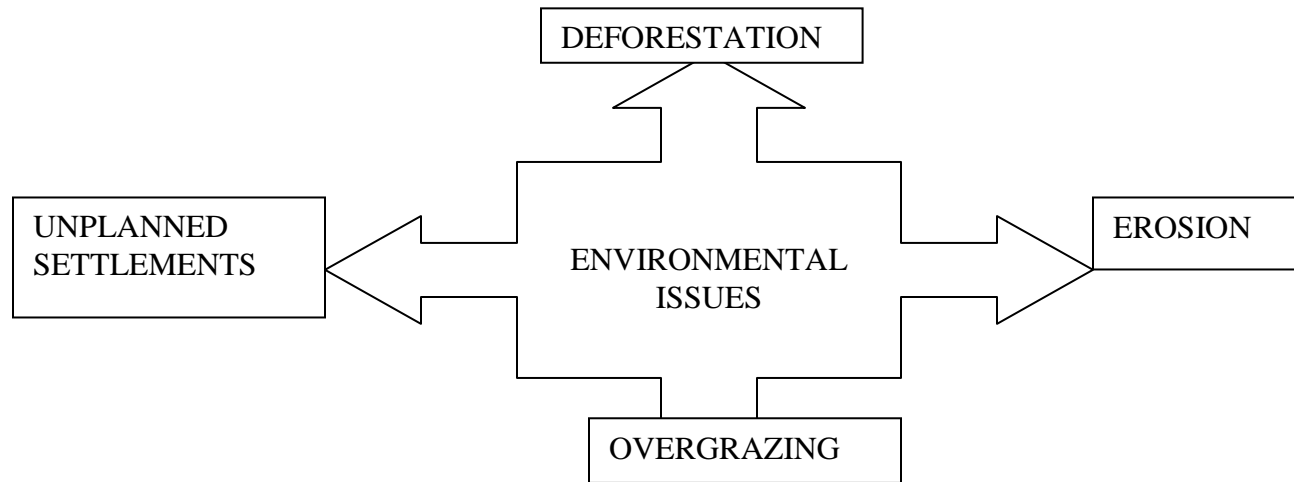 DEFORESTATION
UNPLANNED
SETTLEMENTS
EROSION
ENVIRONMENTAL
ISSUES
OVERGRAZING